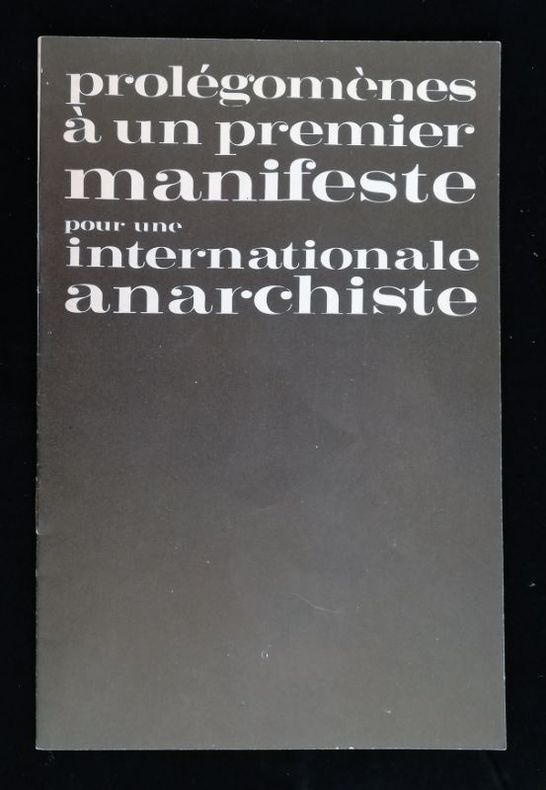 prolégomènes
à un premier
manifeste
pour une
internationale
anarchiste